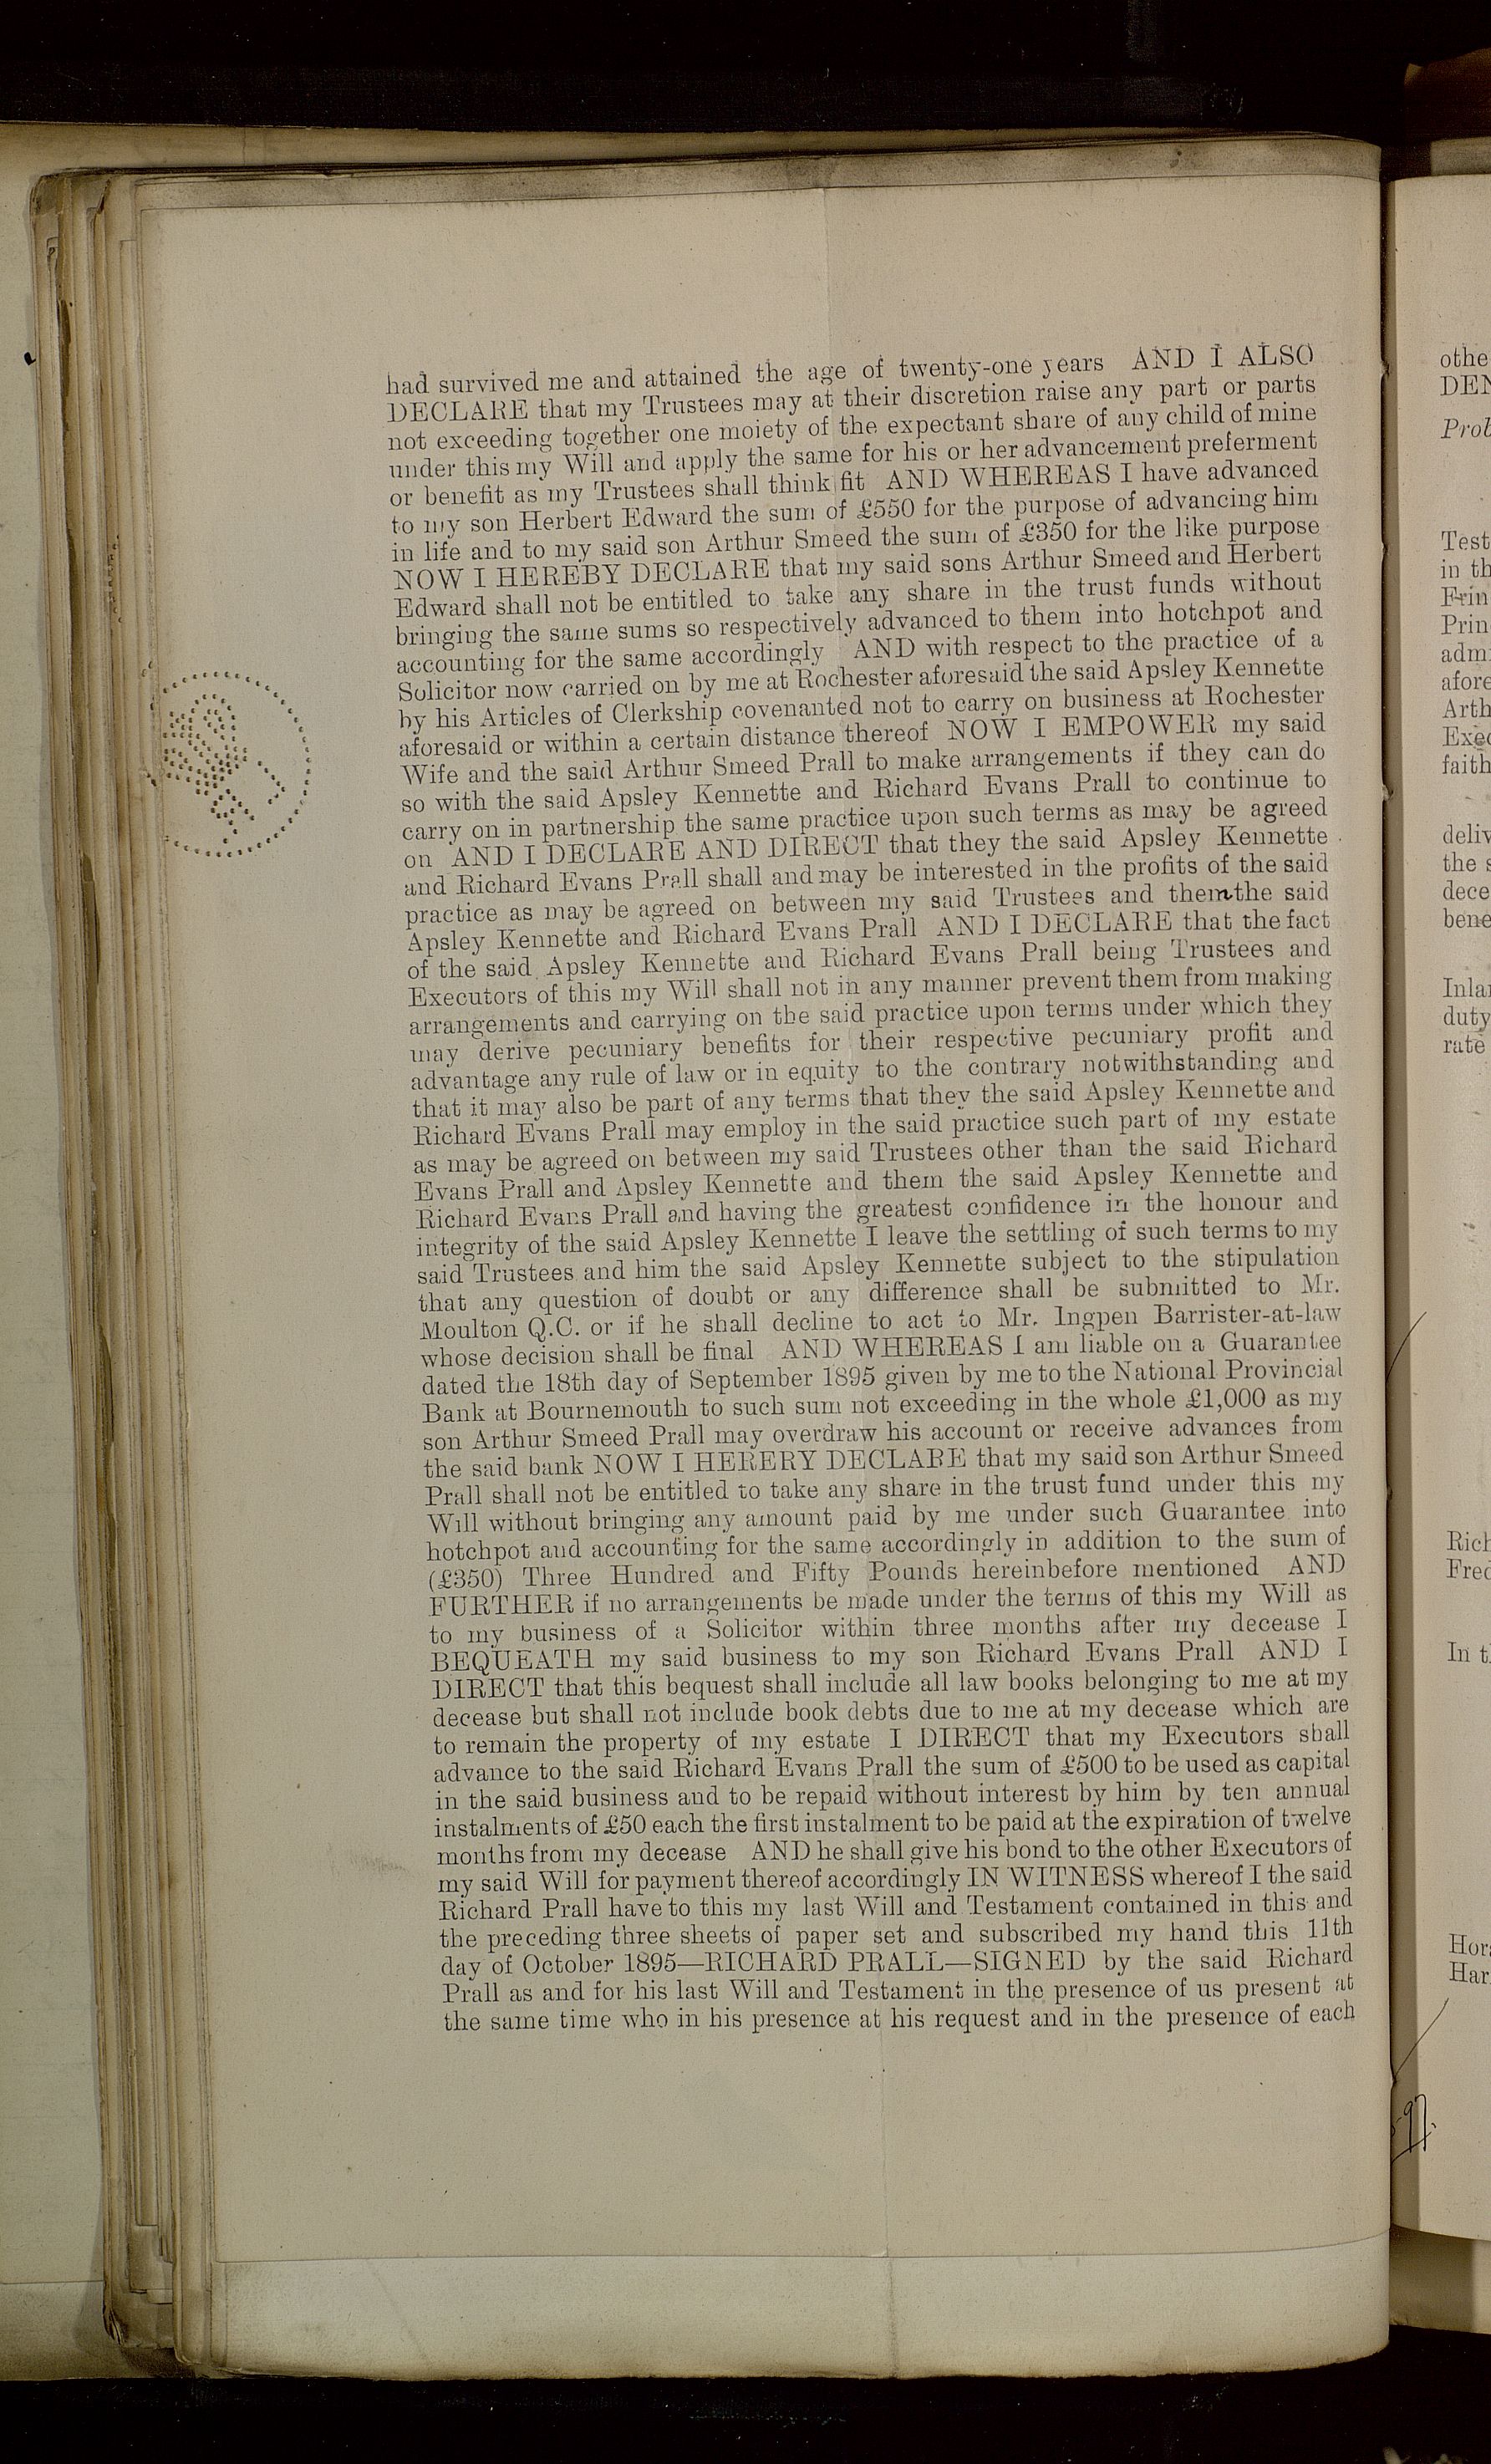 had survived me and attained the age of twenty-one years AND I ALSO
DECLARE that my Trustees may at their discretion raise any part or parts
not exceeding together one moiety of the expectant share of any child of mine
under this my Will and apply the same for his or her advancement preferment
or benefit as my Trustees shall think fit AND WHEREAS I have advanced
to my son Herbert Edward the sum of £550 for the purpose of advancing him
in life and to my said son Arthur Smeed the sum of £350 for the like purpose
NOW I HEREBY DECLARE that my said sons Arthur Smeed and Herbert
Edward shall not be entitled to take any share in the trust funds without
bringing the same sums so respectively advanced to them into hotchpot and
accounting for the same accordingly AND with respect to the practice of a
Solicitor now carried on by me at Rochester aforesaid the said Apsley Kennette
by his Articles of Clerkship covenanted not to carry on business at Rochester
aforesaid or within a certain distance thereof NOW I EMPOWER my said
Wife and the said Arthur Smeed Prall to make arrangements if they can do
so with the said Apsley Kennette and Richard Evans Prall to continue to
carry on in partnership the same practice upon such terms as may be agreed
on AND I DECLARE AND DIRECT that they the said Apsley Kennette
and Richard Evans Prall shall and may be interested in the profits of the said
practice as may be agreed on between my said Trustees and them the said
Apsley Kennette and Richard Evans Prall AND I DECLARE that the fact
of the said Apsley Kennette and Richard Evans Prall being Trustees and
Executors of this my Will shall not in any manner prevent them from making
arrangements and carrying on the said practice upon terms under which they
may derive pecuniary benefits for their respective pecuniary profit and
advantage any rule of law or in equity to the contrary notwithstanding and
that it may also be part of any terms that they the said Apsley Kennette and
Richard Evans Prall may employ in the said practice such part of my estate
as may be agreed on between my said Trustees other than the said Richard
Evans Prall and Apsley Kennette and them the said Apsley Kennette and
Richard Evans Prall and having the greatest confidence in the honour and
integrity of the said Apsley Kennette I leave the settling of such terms to my
said Trustees and him the said Apsley Kennette subject to the stipulation
that any question of doubt or any difference shall be submitted to Mr.
Moulton Q.C. or if he shall decline to act to Mr. Ingpen Barrister-at-law
whose decision shall be final AND WHEREAS I am liable on a Guarantee
dated the 18th day of September 1895 given by me to the National Provincial
Bank at Bournemouth to such sum not exceeding in the whole £1,000 as my
son Arthur Smeed Prall may overdraw his account or receive advances from
the said bank NOW I HERERY DECLARE that my said son Arthur Smeed
Prall shall not be entitled to take any share in the trust fund under this my
Will without bringing any amount paid by me under such Guarantee into
hotchpot and accounting for the same accordingly in addition to the sum of
(£350) Three Hundred and Fifty Pounds hereinbefore mentioned AND
FURTHER if no arrangements be made under the terms of this my Will as
to my business of a Solicitor within three months after my decease I
BEQUEATH my said business to my son Richard Evans Prall AND I
DIRECT that this bequest shall include all law books belonging to me at my
decease but shall not include book debts due to me at my decease which are
to remain the property of my estate I DIRECT that my Executors shall
advance to the said Richard Evans Prall the sum of £500 to be used as capital
in the said business and to be repaid without interest by him by ten annual
instalments of £50 each the first instalment to be paid at the expiration of twelve
months from my decease AND he shall give his bond to the other Executors of
my said Will for payment thereof accordingly IN WITNESS whereof I the said
Richard Prall have to this my last Will and Testament contained in this and
the preceding three sheets of paper set and subscribed my hand this 11th
day of October 1895—RICHARD PRALL—SIGNED by the said Richard
Prall as and for his last Will and Testament in the presence of us present at
the same time who in his presence at his request and in the presence of each